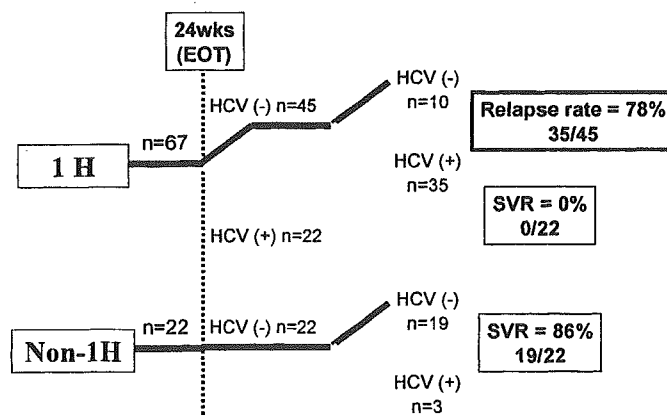 24wks
(EOT)
HCV (-) n=45
HCV (-)
n=10
Relapse rate = 78%
35/45
n=67
1 H
HCV (+)
n=35
SVR = 0%
0/22
HCV (+) n=22
n=22
HCV (-) n=22
HCV (-)
n=19
Non-1H
SVR = 86%
19/22
HCV (+)
n=3